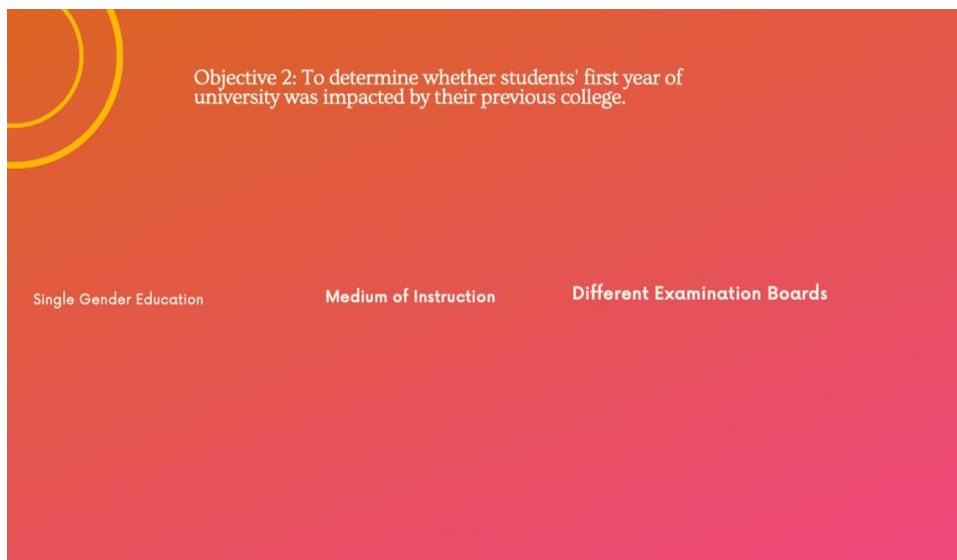 Objective 2: To determine whether students' first year of
university was impacted by their previous college.
Single Gender Education
Medium of Instruction
Different Examination Boards